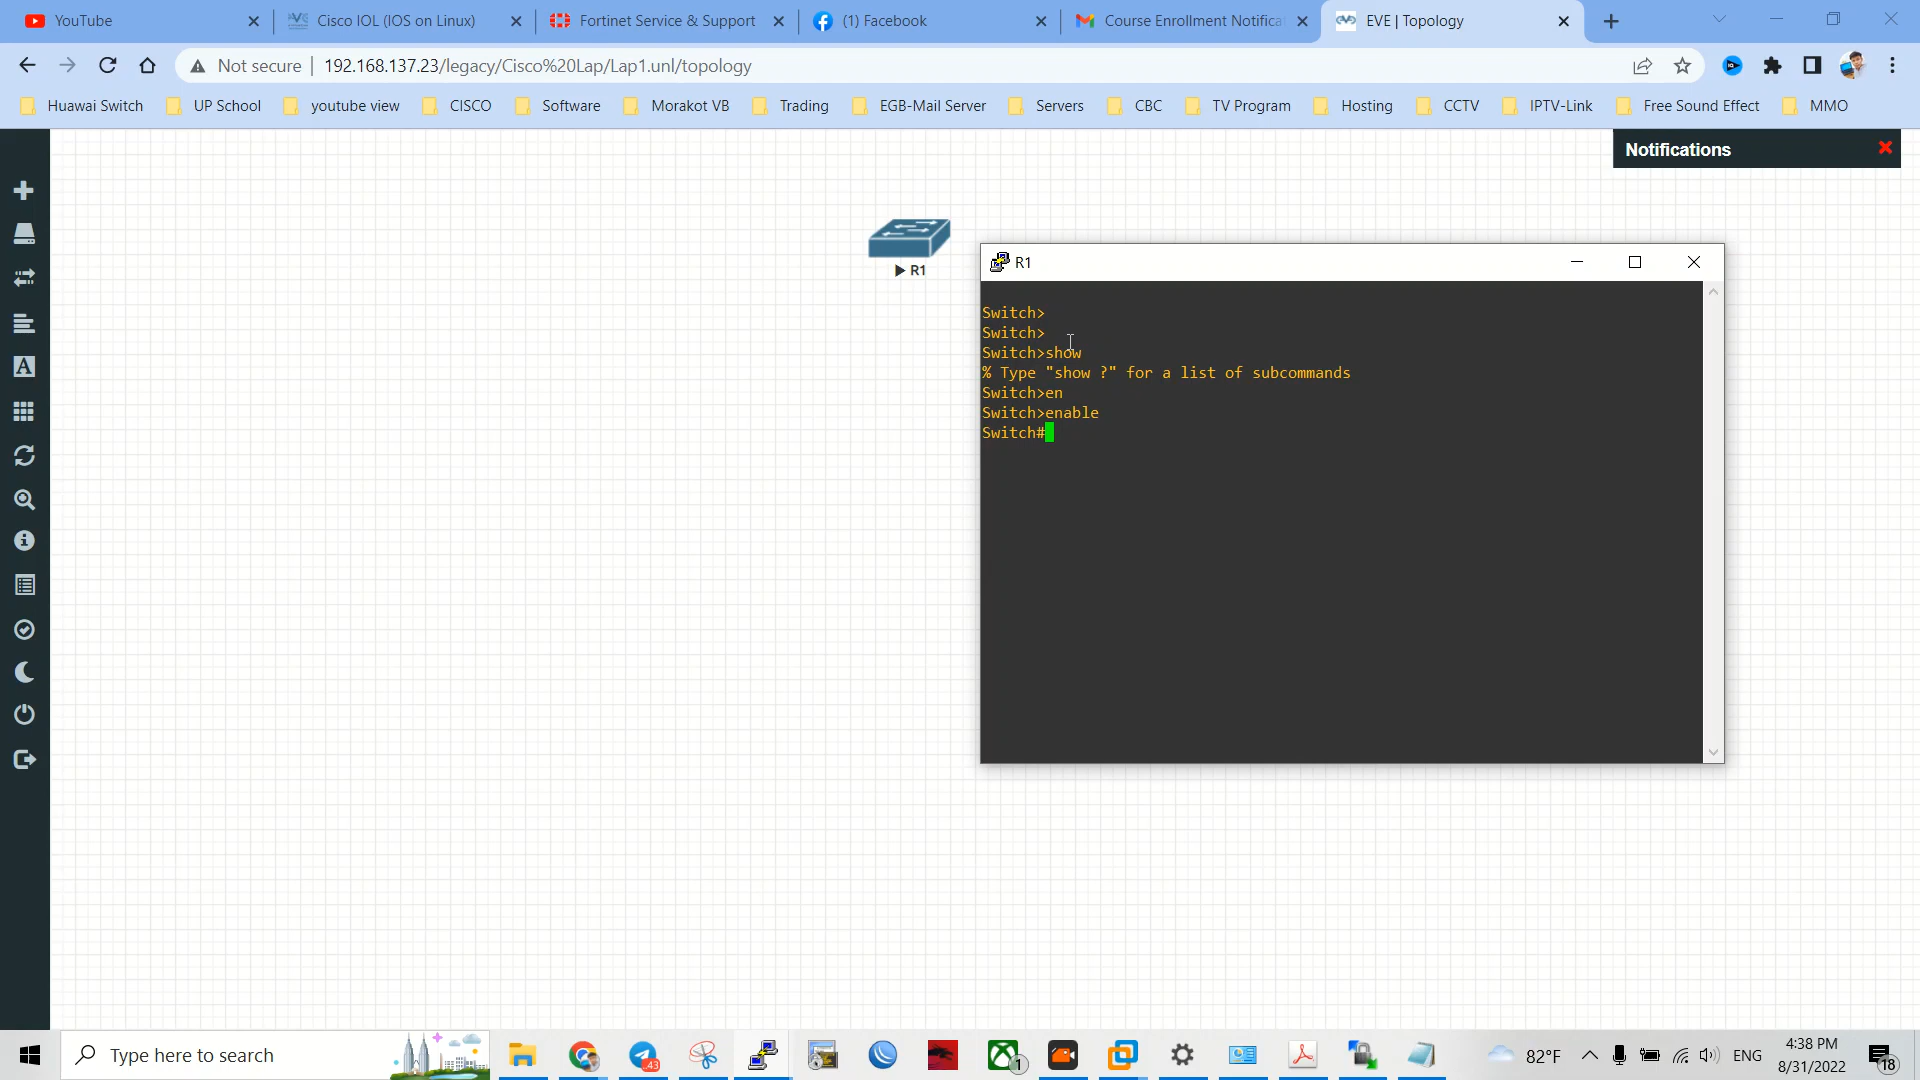 YouTube
Cisco IOL (IOS on Linux)
Fortinet Service & Support
(1) Facebook
Course Enrollment Notifica
EVE | Topology
Not secure
192.168.137.23/legacy/Cisco%20Lap/Lap1.unl/topology
Huawai Switch
UP School
youtube view
CISCO
Software
Morakot VB
Trading
EGB-Mail Server
Servers
CBC
TV Program
Hosting
CCTV
IPTV-Link
Free Sound Effect
MMO
Notifications
R1
R1
Switch>
Switch>
Switch>show
% Type "show ?" for a list of subcommands
Switch>en
Switch>enable
Switch#
Type here to search
43
1
82°F
ENG
4:38 PM
8/31/2022
18